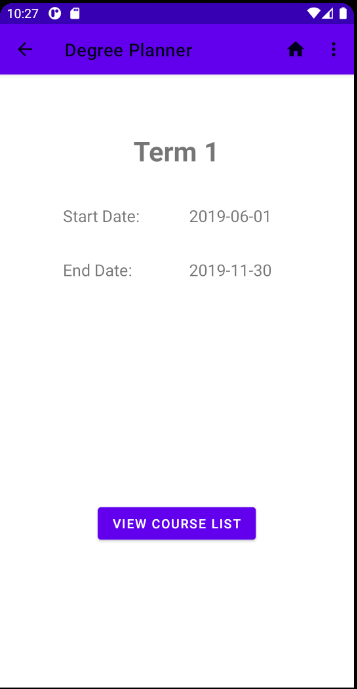 10:27
Degree Planner
Term 1
Start Date: 2019-06-01
End Date: 2019-11-30
VIEW COURSE LIST